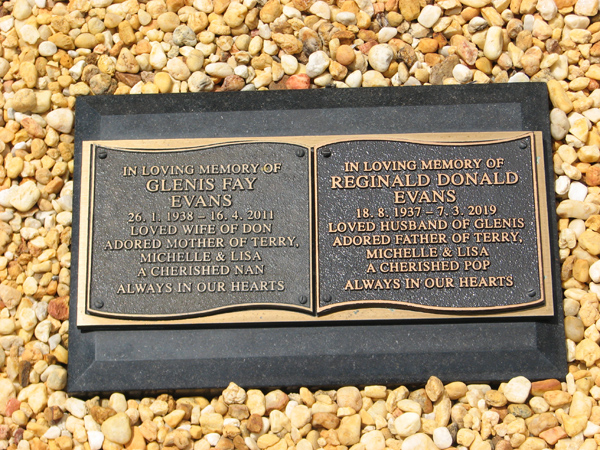 IN LOVING MEMORY OF
GLENIS FAY
EVANS
26. 1. 1938 – 16. 4. 2011
LOVED WIFE OF DON
ADORED MOTHER OF TERRY,
MICHELLE & LISA
A CHERISHED NAN
ALWAYS IN OUR HEARTS
IN LOVING MEMORY OF
REGINALD DONALD
EVANS
18. 8. 1937 – 7. 3. 2019
LOVED HUSBAND OF GLENIS
ADORED FATHER OF TERRY,
MICHELLE & LISA
A CHERISHED POP
ALWAYS IN OUR HEARTS